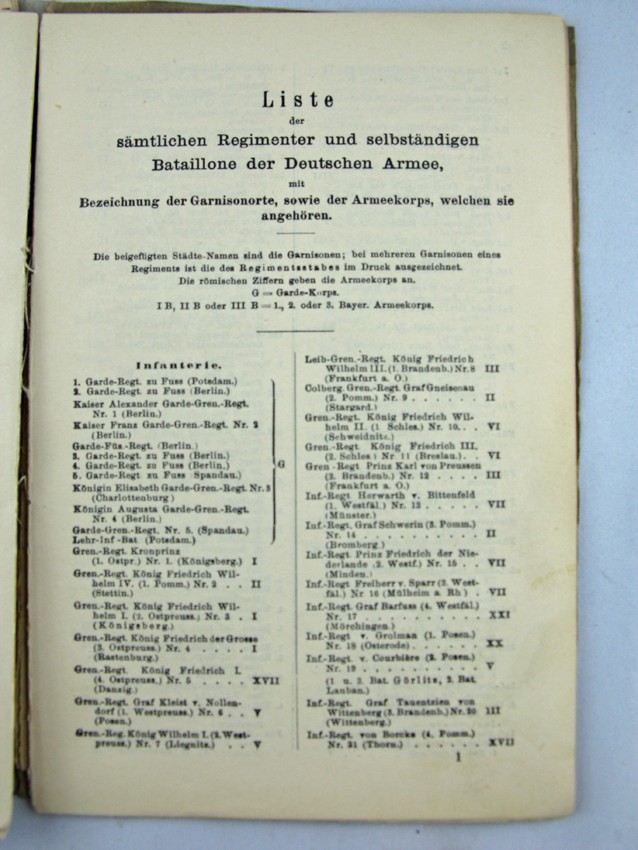 Liste
der
sämtlichen Regimenter und selbständigen
Bataillone der Deutschen Armee,
mit
Bezeichnung der Garnisonorte, sowie der Armeekorps, welchen sie
angehören.
Die beigefügten Städte-Namen sind die Garnisonen; bei mehreren Garnisonen eines
Regiments ist die des Regimentsstabes im Druck ausgezeichnet.
Die römischen Ziffern geben die Armeekorps an.
G = Garde-Korps.
I B, II B oder III B = 1., 2. oder 3. Bayer. Armeekorps.
Infanterie.
1. Garde-Regt. zu Fuss (Potsdam.)
2. Garde-Regt. zu Fuss (Berlin.)
Kaiser Alexander Garde-Gren.-Regt.
Nr. 1 (Berlin.)
Kaiser Franz Garde-Gren.-Regt. Nr. 2
(Berlin.)
Garde-Füs.-Regt. (Berlin.)
3. Garde-Regt. zu Fuss (Berlin.)
4. Garde-Regt. zu Fuss (Berlin.)
5. Garde-Regt. zu Fuss (Spandau.)
Königin Elisabeth Garde-Gren.-Regt. Nr. 3
(Charlottenburg)
Königin Augusta Garde-Gren.-Regt.
Nr. 4 (Berlin.)
Garde-Gren.-Regt. Nr. 5. (Spandau.)
Lehr-Inf-Bat (Potsdam.)
G
Gren.-Regt. Kronprinz
(1. Ostpr.) Nr. 1. (Königsberg.) I
Gren.-Regt. König Friedrich Wil-
helm IV. (1. Pomm.) Nr. 2 . . II
(Stettin.)
Gren.-Regt. König Friedrich Wil-
helm I. (2. Ostpreuss.) Nr. 3 . I
(Königsberg.)
Gren.-Regt. König Friedrich der Grosse
(3. Ostpreuss.) Nr. 4 . . . . I
(Rastenburg.)
Gren.-Regt. König Friedrich I.
(4. Ostpreuss.) Nr. 5 . . . . XVII
(Danzig.)
Gren.-Regt. Graf Kleist v. Nollen-
dorf (1. Westpreuss.) Nr. 6 . . V
(Posen.)
Gren.-Reg. König Wilhelm I. (2. West-
preuss.) Nr. 7 (Liegnitz.) . . V
Leib-Gren.-Regt. König Friedrich
Wilhelm III. (1. Brandenb.) Nr. 8 III
(Frankfurt a. O.)
Colberg. Gren.-Regt. Graf Gneisenau
(2. Pomm.) Nr. 9 . . . . . . II
(Stargard.)
Gren.-Regt. König Friedrich Wil-
helm II. (1. Schles.) Nr. 10. . . VI
(Schweidnitz.)
Gren.-Regt. König Friedrich III.
(2. Schles) Nr. 11 (Breslau.) . . VI
Gren-Regt Prinz Karl von Preussen
(2. Brandenb.) Nr. 12 . . . . . III
(Frankfurt a. O.)
Inf.-Regt Herwarth v. Bittenfeld
(1. Westfäl.) Nr. 13 . . . . . . VII
(Münster.)
Inf.-Regt. Graf Schwerin (3. Pomm.)
Nr. 14 . . . . . . . . . . II
(Bromberg.)
Inf.-Regt. Prinz Friedrich der Nie-
derlande (2. Westf.) Nr. 15 . . VII
(Minden.)
Inf.-Regt Freiherr v. Sparr (3. West-
fäl.) Nr 16 (Mülheim a. Rh) . VII
Inf.-Regt. Graf Barfuss (4. Westfäl.)
Nr. 17 . . . . . . . . . . XXI
(Mörchingen.)
Inf.-Regt v. Grolman (1. Posen.)
Nr. 18 (Osterode) . . . . . . XX
Inf.-Regt. v. Courbière (2. Posen.)
Nr. 19 . . . . . . . . . . V
(1 u. 3. Bat. Görlitz, 2. Bat.
Lauban.)
Inf.-Regt. Graf Tauentzien von
Wittenberg (3. Brandenb.) Nr. 20 III
(Wittenberg.)
Inf.-Regt. von Borcke (4. Pomm.)
Nr. 21 (Thorn.) . . . . . . . XVII
1